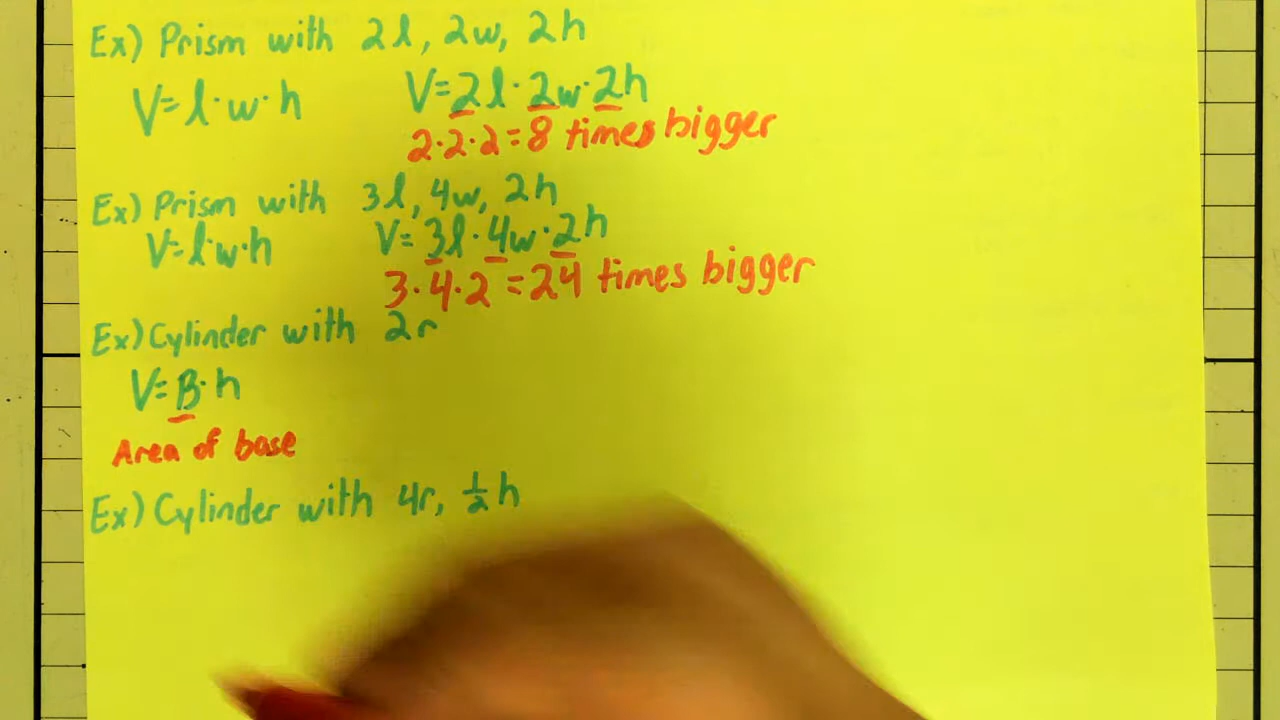 Ex) Prism with 2l, 2w, 2h
V=l·w·h V=2l·2w·2h
2·2·2=8 times bigger
Ex) Prism with 3l, 4w, 2h
V=l·w·h V=3l·4w·2h
3·4·2=24 times bigger
Ex) Cylinder with 2r
V=B·h
Area of base
Ex) Cylinder with 4r, ½h